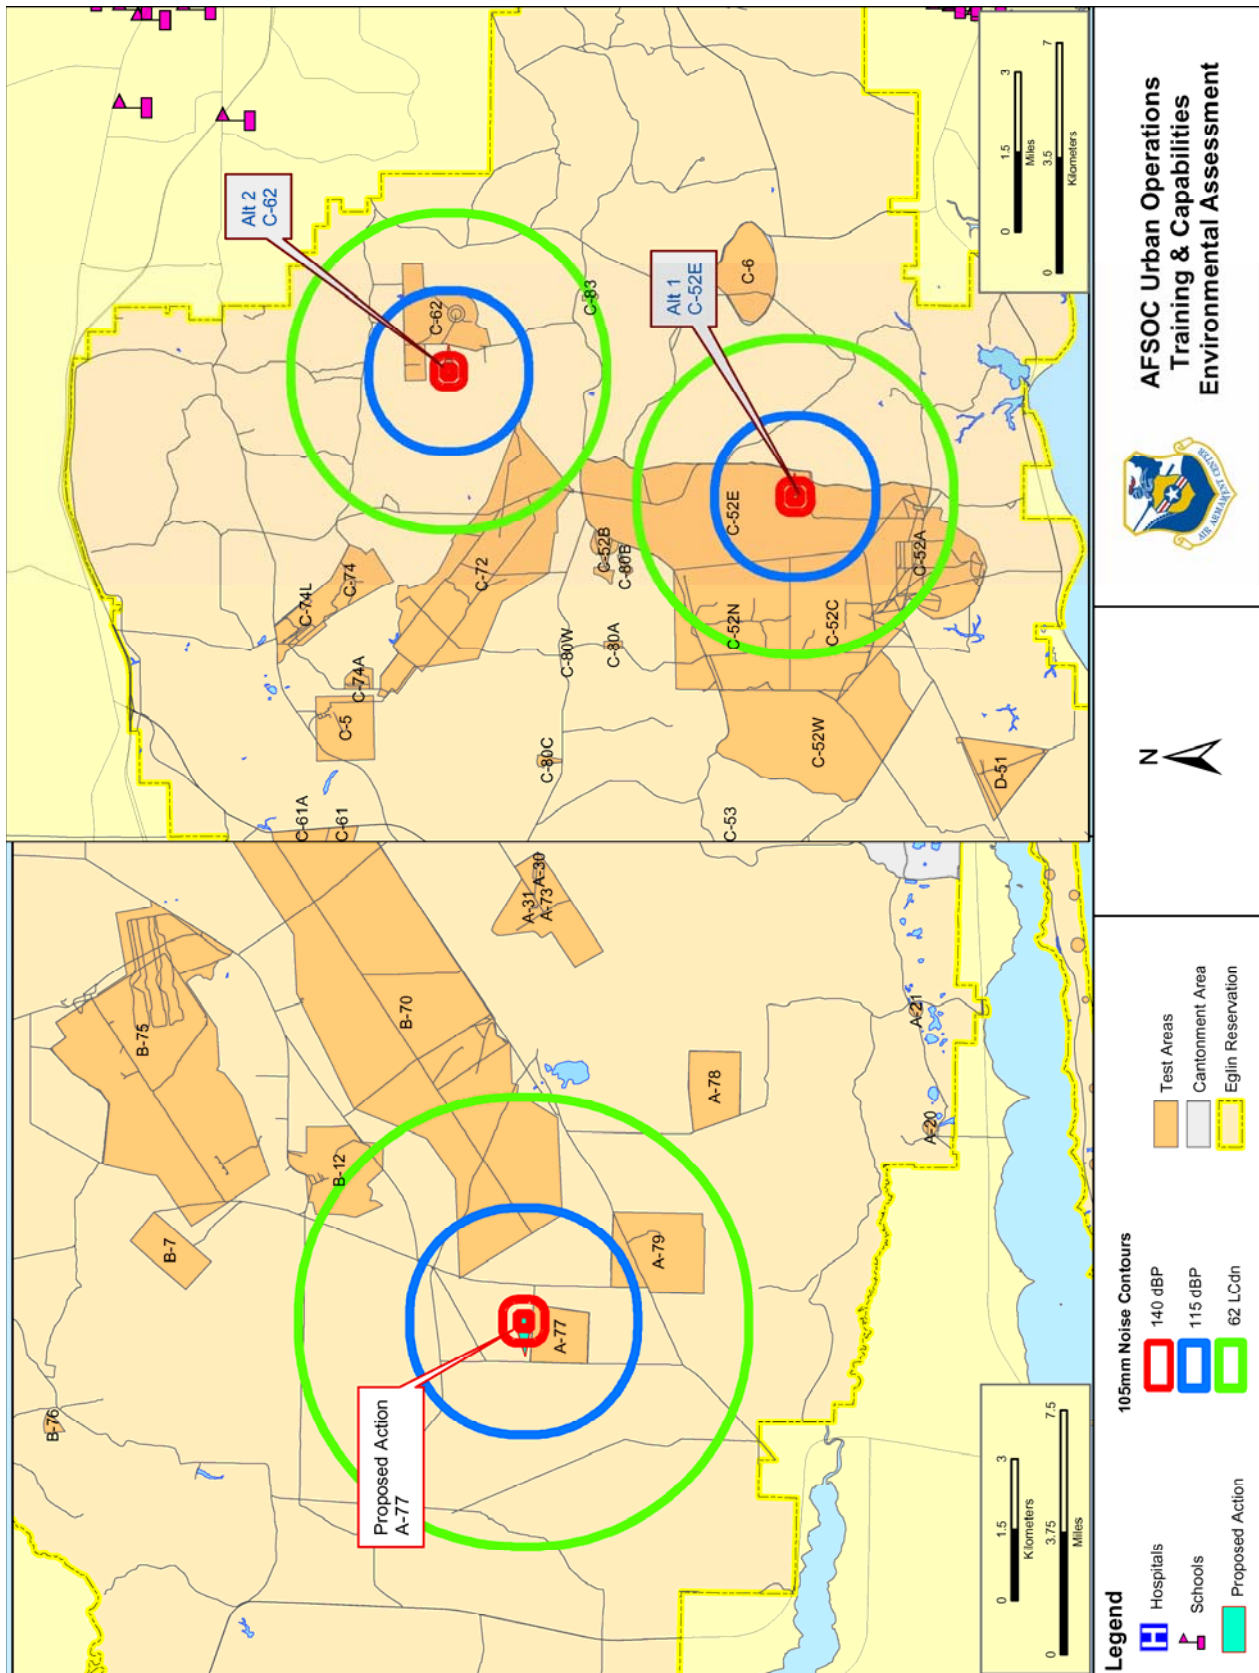 Alt 2
C-62
C-62
C-83
Alt 1
C-52E
C-6
C-74L
C-74
C-72
C-52B
C-80B
C-52E
C-52A
C-74A
C-5
C-80W
C-80A
C-52N
C-52C
C-80C
C-52W
C-61A
C-61
C-53
D-51
0
1.5
3
Miles
0
3.5
7
Kilometers
B-75
B-70
A-31
A-30
A-73
B-12
B-7
A-78
A-21
A-20
A-79
A-77
B-76
Proposed Action
A-77
0
1.5
3
Kilometers
0
3.75
7.5
Miles
Legend
Hospitals
H
Schools
Proposed Action
105mm Noise Contours
140 dBP
115 dBP
62 LCdn
Test Areas
Cantonment Area
Eglin Reservation
N
AIR ARMAMENT CENTER
AFSOC Urban Operations
Training & Capabilities
Environmental Assessment